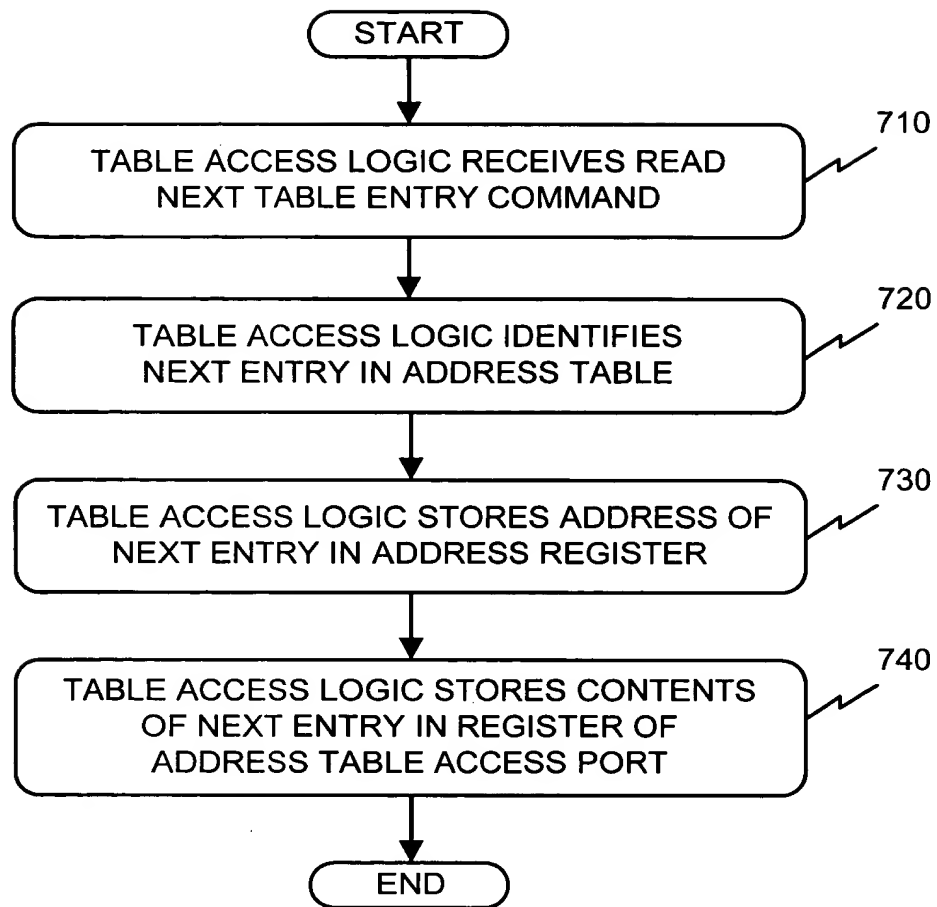 START
710
TABLE ACCESS LOGIC RECEIVES READ
NEXT TABLE ENTRY COMMAND
720
TABLE ACCESS LOGIC IDENTIFIES
NEXT ENTRY IN ADDRESS TABLE
730
TABLE ACCESS LOGIC STORES ADDRESS OF
NEXT ENTRY IN ADDRESS REGISTER
740
TABLE ACCESS LOGIC STORES CONTENTS
OF NEXT ENTRY IN REGISTER OF
ADDRESS TABLE ACCESS PORT
END